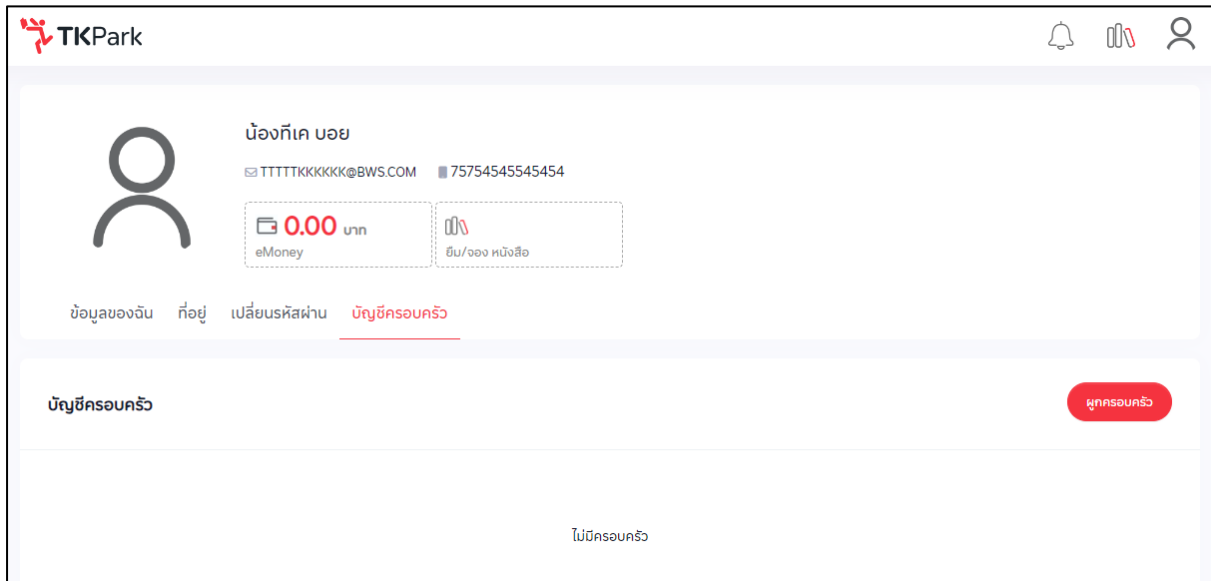 TKPark
น้องทีเค บอย
TTTTTKKKKKK@BWS.COM 75754545545454
0.00 บาท
eMoney
ยืม/จอง หนังสือ
ข้อมูลของฉัน ที่อยู่ เปลี่ยนรหัสผ่าน บัญชีครอบครัว
บัญชีครอบครัว ผูกครอบครัว
ไม่มีครอบครัว